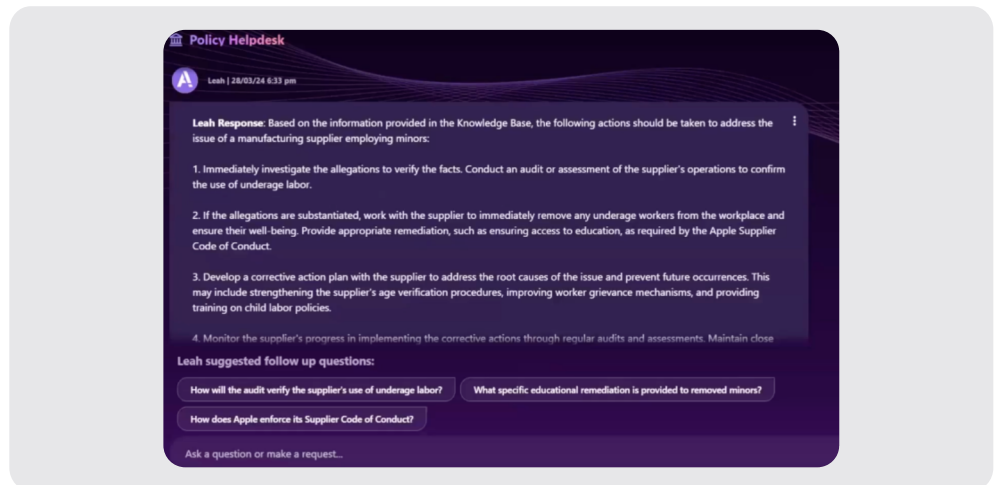 Policy Helpdesk
Leah | 28/03/24 6:33 pm
Leah Response: Based on the information provided in the Knowledge Base, the following actions should be taken to address the
issue of a manufacturing supplier employing minors:
1. Immediately investigate the allegations to verify the facts. Conduct an audit or assessment of the supplier's operations to confirm
the use of underage labor.
2. If the allegations are substantiated, work with the supplier to immediately remove any underage workers from the workplace and
ensure their well-being. Provide appropriate remediation, such as ensuring access to education, as required by the Apple Supplier
Code of Conduct.
3. Develop a corrective action plan with the supplier to address the root causes of the issue and prevent future occurrences. This
may include strengthening the supplier's age verification procedures, improving worker grievance mechanisms, and providing
training on child labor policies.
4. Monitor the supplier's progress in implementing the corrective actions through regular audits and assessments. Maintain close
Leah suggested follow up questions:
How will the audit verify the supplier's use of underage labor?
What specific educational remediation is provided to removed minors?
How does Apple enforce its Supplier Code of Conduct?
Ask a question or make a request...